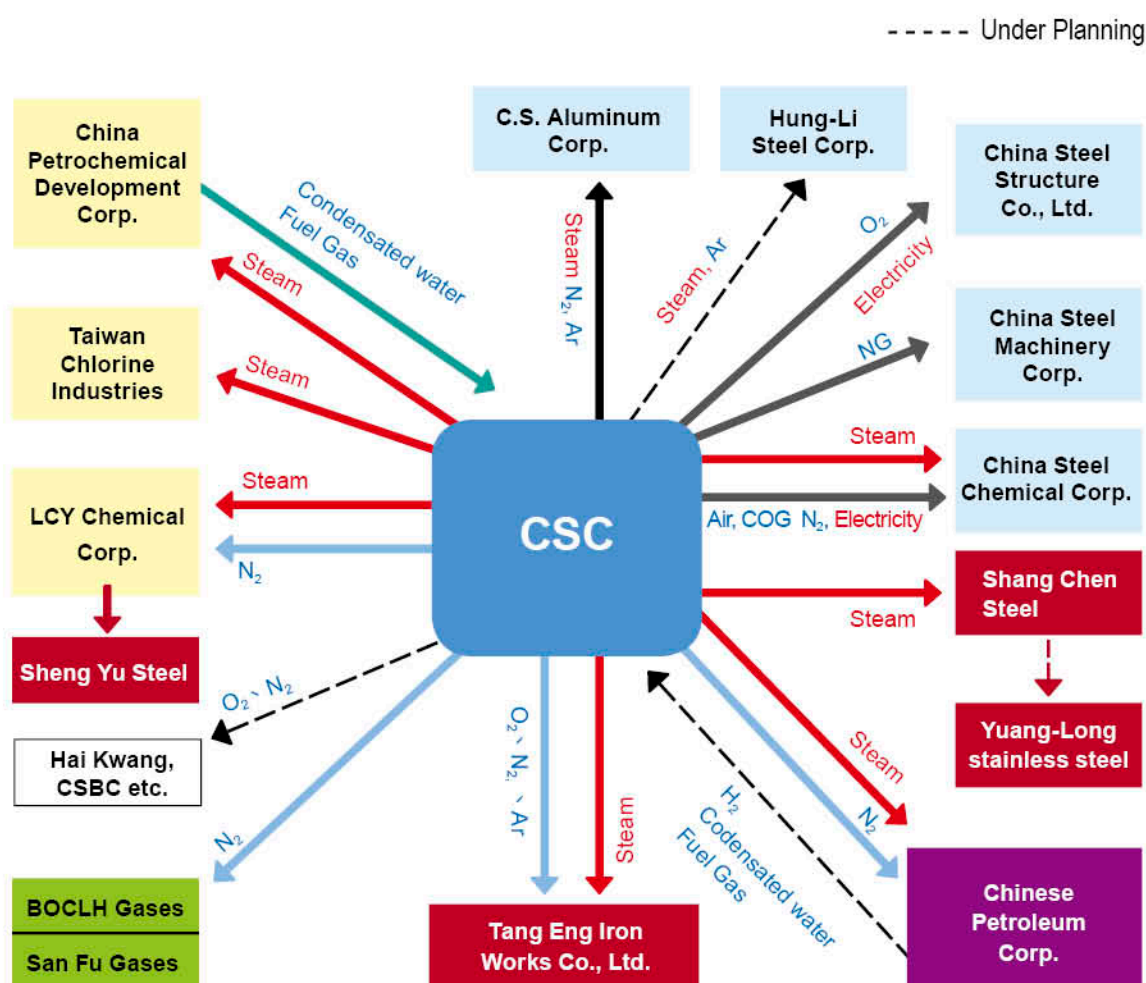 Under Planning
China
Petrochemical
Development
Corp.
C.S. Aluminum
Corp.
Hung-Li
Steel Corp.
China Steel
Structure
Co., Ltd.
Condensated water
Fuel Gas
Steam
Steam N₂, Ar
Steam, Ar
O₂
Electricity
Taiwan
Chlorine
Industries
Steam
NG
China Steel
Machinery
Corp.
LCY Chemical
Corp.
Steam
N₂
CSC
Steam
Air, COG N₂, Electricity
China Steel
Chemical Corp.
Steam
Shang Chen
Steel
Sheng Yu Steel
O₂、N₂
Hai Kwang,
CSBC etc.
Yuang-Long
stainless steel
N₂
O₂、N₂,、Ar
Steam
Steam
N₂
H₂
Codensated water
Fuel Gas
BOCLH Gases
San Fu Gases
Tang Eng Iron
Works Co., Ltd.
Chinese
Petroleum
Corp.